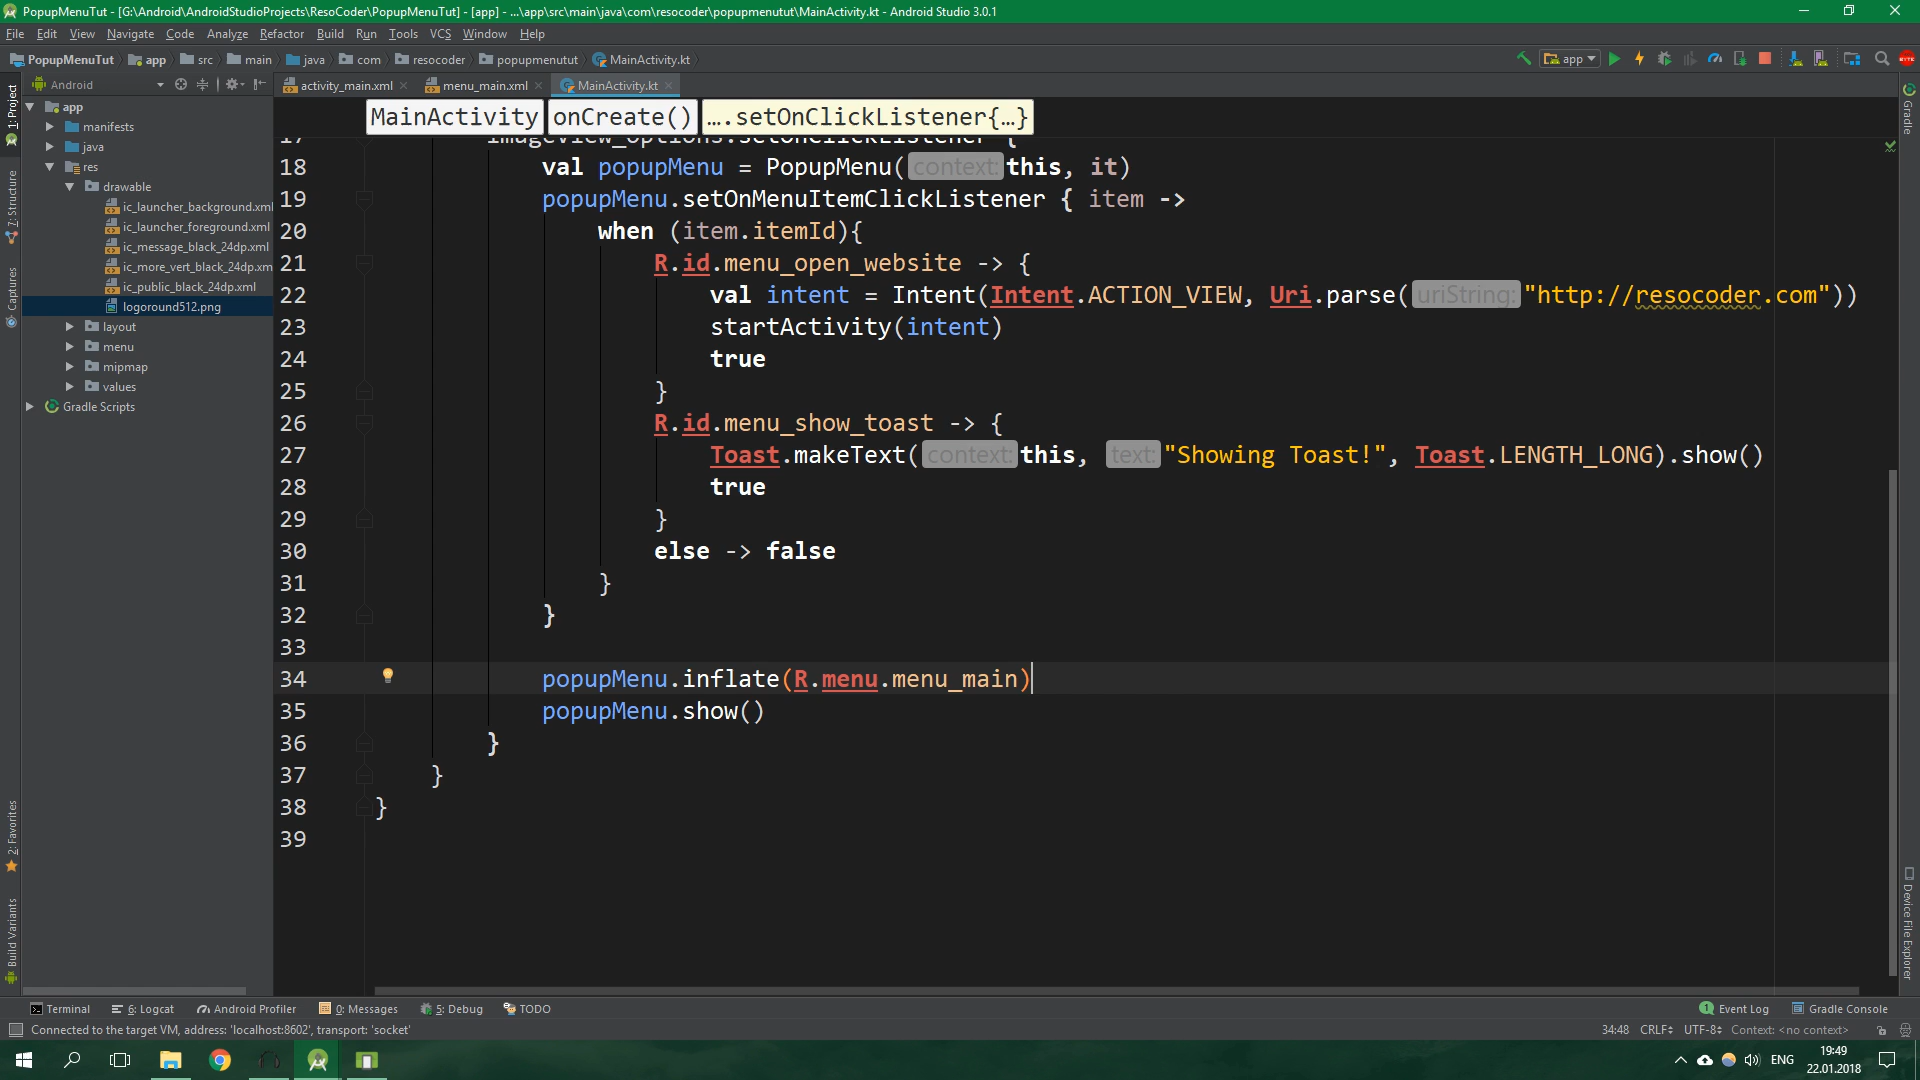 PopupMenuTut - [G:\Android\AndroidStudioProjects\ResoCoder\PopupMenuTut] - [app] - ...\app\src\main\java\com\resocoder\popupmenutut\MainActivity.kt - Android Studio 3.0.1
File Edit View Navigate Code Analyze Refactor Build Run Tools VCS Window Help
PopupMenuTut app src main java com resocoder popupmenutut MainActivity.kt app
Android activity_main.xml menu_main.xml MainActivity.kt
MainActivity onCreate() ….setOnClickListener{…}
1: Project
7: Structure
Captures
2: Favorites
Build Variants
app
manifests
java
res
drawable
ic_launcher_background.xml
ic_launcher_foreground.xml
ic_message_black_24dp.xml
ic_more_vert_black_24dp.xm
ic_public_black_24dp.xml
logoround512.png
layout
menu
mipmap
values
Gradle Scripts
17 imageView_options.setOnClickListener {
18 val popupMenu = PopupMenu( context: this, it)
19 popupMenu.setOnMenuItemClickListener { item ->
20 when (item.itemId){
21 R.id.menu_open_website -> {
22 val intent = Intent(Intent.ACTION_VIEW, Uri.parse( uriString: "http://resocoder.com"))
23 startActivity(intent)
24 true
25 }
26 R.id.menu_show_toast -> {
27 Toast.makeText( context: this, text: "Showing Toast!", Toast.LENGTH_LONG).show()
28 true
29 }
30 else -> false
31 }
32 }
33
34 popupMenu.inflate(R.menu.menu_main)
35 popupMenu.show()
36 }
37 }
38 }
39
Gradle
Device File Explorer
Terminal 6: Logcat Android Profiler 0: Messages 5: Debug TODO 1 Event Log Gradle Console
Connected to the target VM, address: 'localhost:8602', transport: 'socket' 34:48 CRLF UTF-8 Context: <no context>
ENG 19:49
22.01.2018